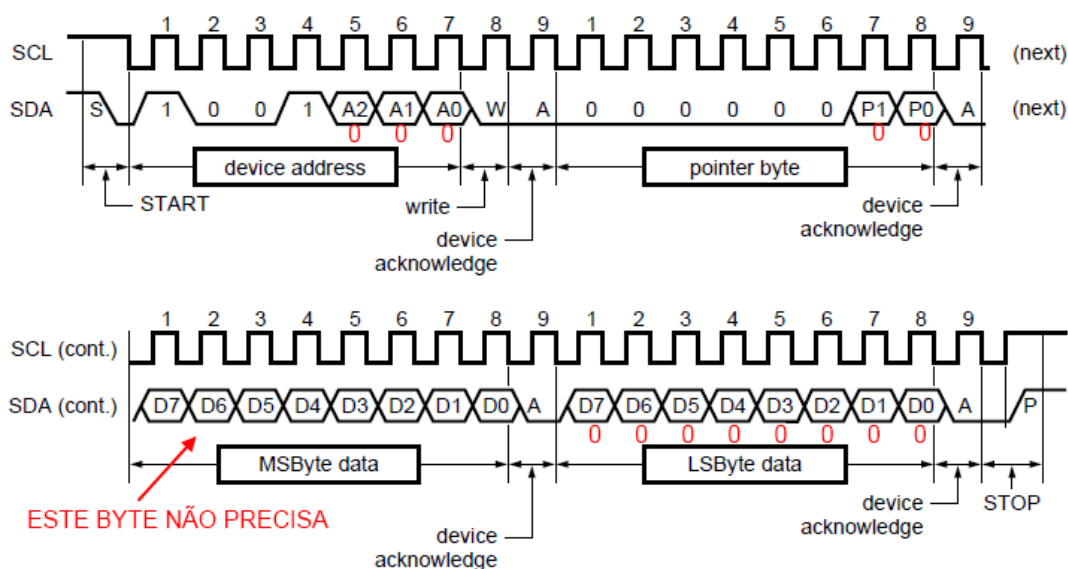 1 2 3 4 5 6 7 8 9 1 2 3 4 5 6 7 8 9
SCL (next)
SDA S 1 0 0 1 A2 A1 A0 W A 0 0 0 0 0 0 P1 P0 A (next)
0 0 0 0 0
device address pointer byte
START write device
device acknowledge
acknowledge
1 2 3 4 5 6 7 8 9 1 2 3 4 5 6 7 8 9
SCL (cont.)
SDA (cont.) D7 D6 D5 D4 D3 D2 D1 D0 A D7 D6 D5 D4 D3 D2 D1 D0 A P
0 0 0 0 0 0 0 0
MSByte data LSByte data
ESTE BYTE NÃO PRECISA device STOP
device acknowledge
acknowledge